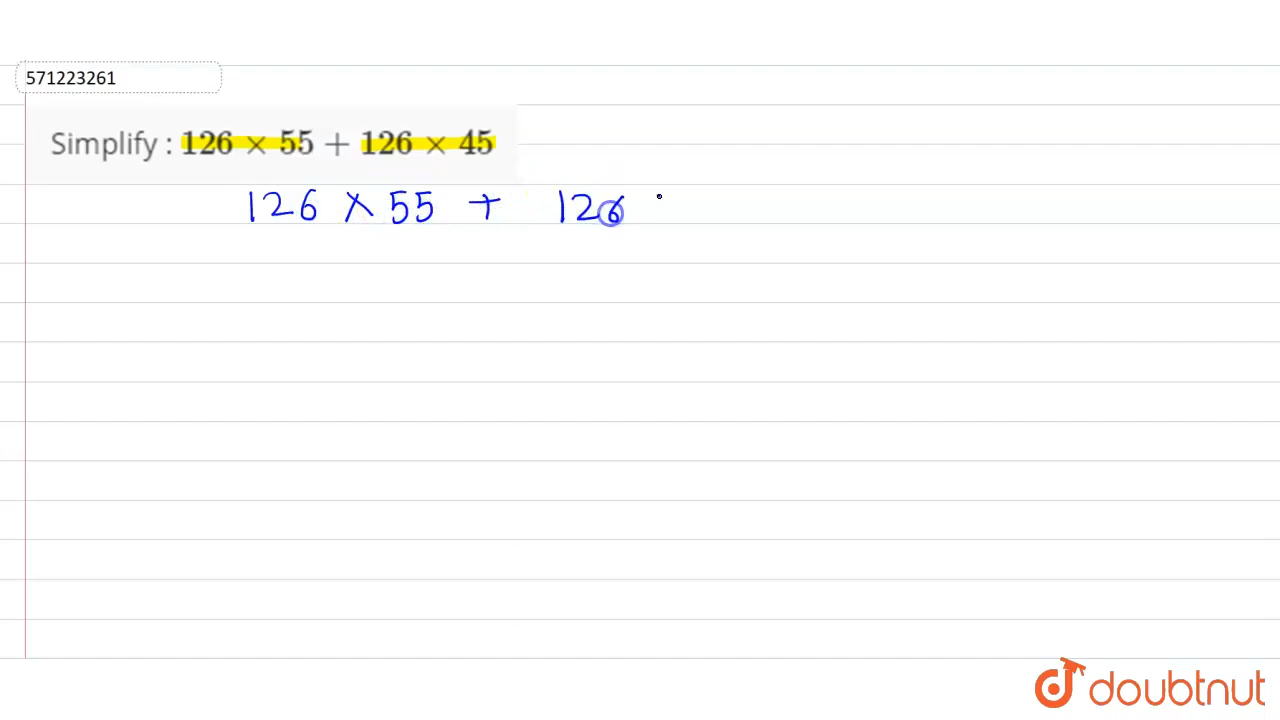 571223261
Simplify : 126 × 55 + 126 × 45
126 × 55 + 126
doubtnut